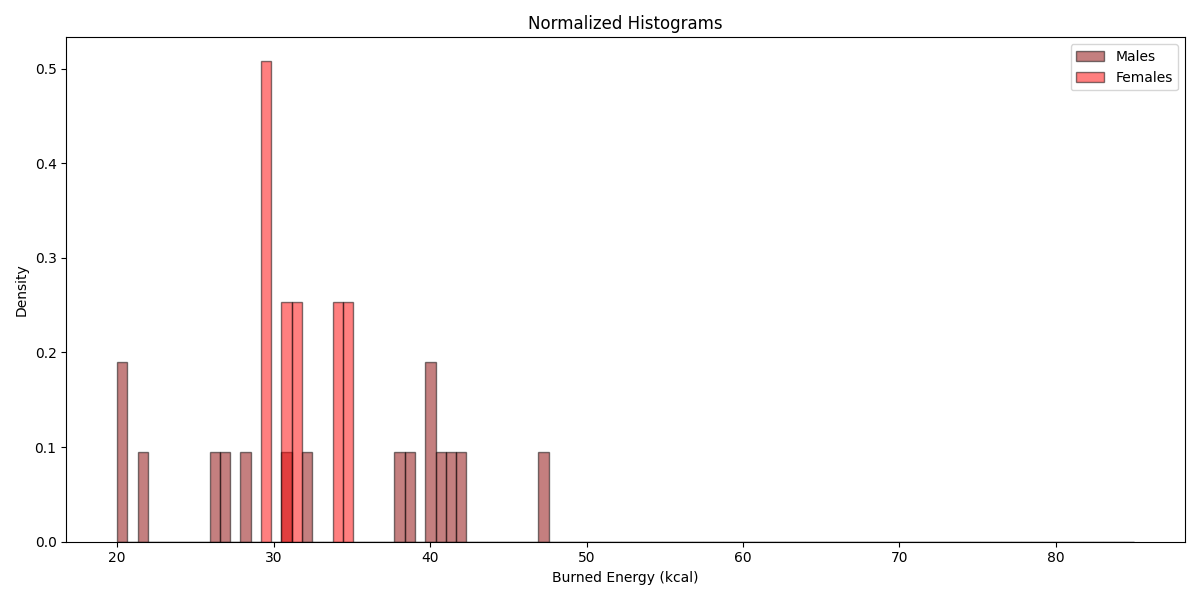 Normalized Histograms
Males
Females
Density
0.5
0.4
0.3
0.2
0.1
0.0
20 30 40 50 60 70 80
Burned Energy (kcal)